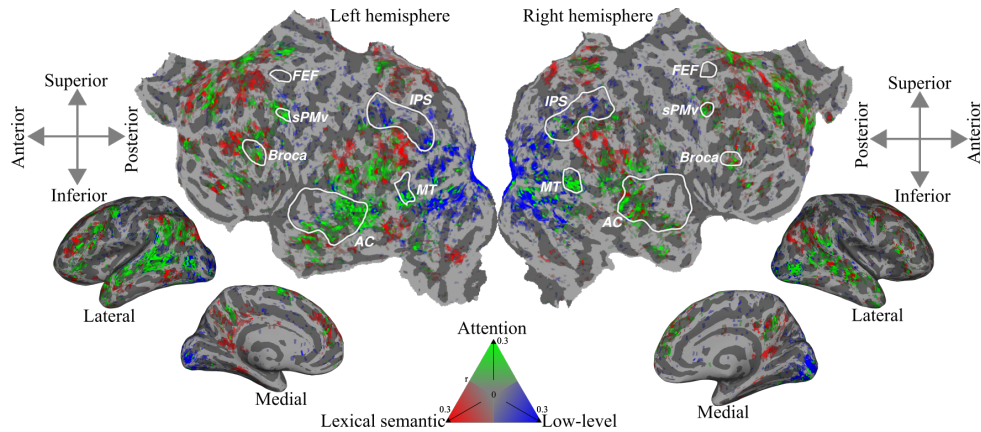 Left hemisphere
Right hemisphere
Superior
Anterior
Posterior
Inferior
FEF
sPMv
IPS
Broca
MT
AC
FEF
sPMv
IPS
Broca
MT
AC
Superior
Posterior
Anterior
Inferior
Lateral
Medial
Lateral
Medial
Attention
0.3
r
0
0.3
0.3
Lexical semantic
Low-level